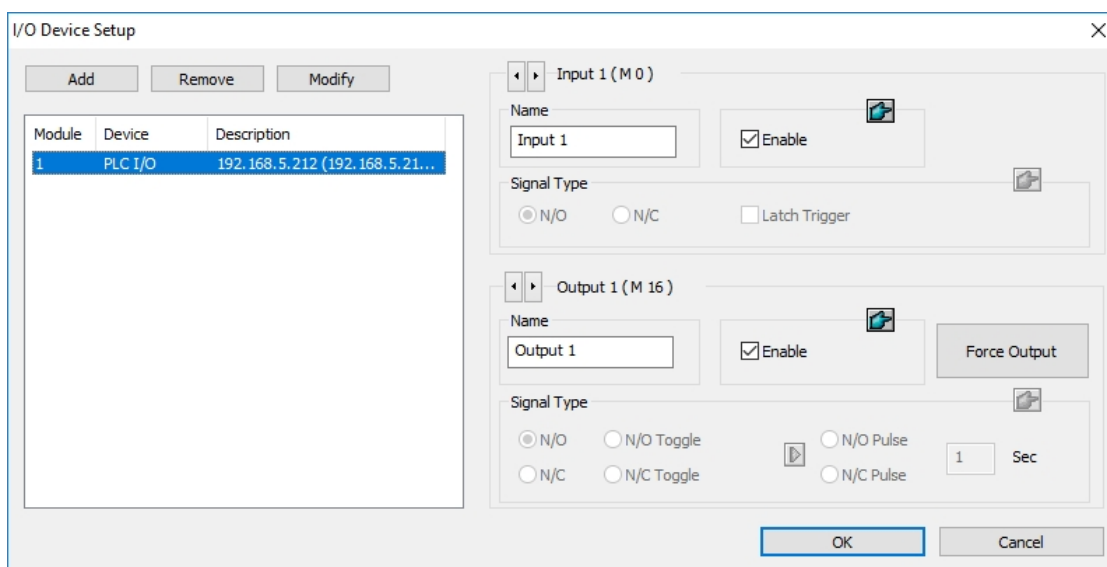 I/O Device Setup
Add Remove Modify
Module Device Description
1 PLC I/O 192.168.5.212 (192.168.5.21...
Input 1 ( M 0 )
Name
Input 1
Enable
Signal Type
N/O N/C Latch Trigger
Output 1 ( M 16 )
Name
Output 1
Enable
Force Output
Signal Type
N/O N/O Toggle N/O Pulse
1 Sec
N/C N/C Toggle N/C Pulse
OK Cancel